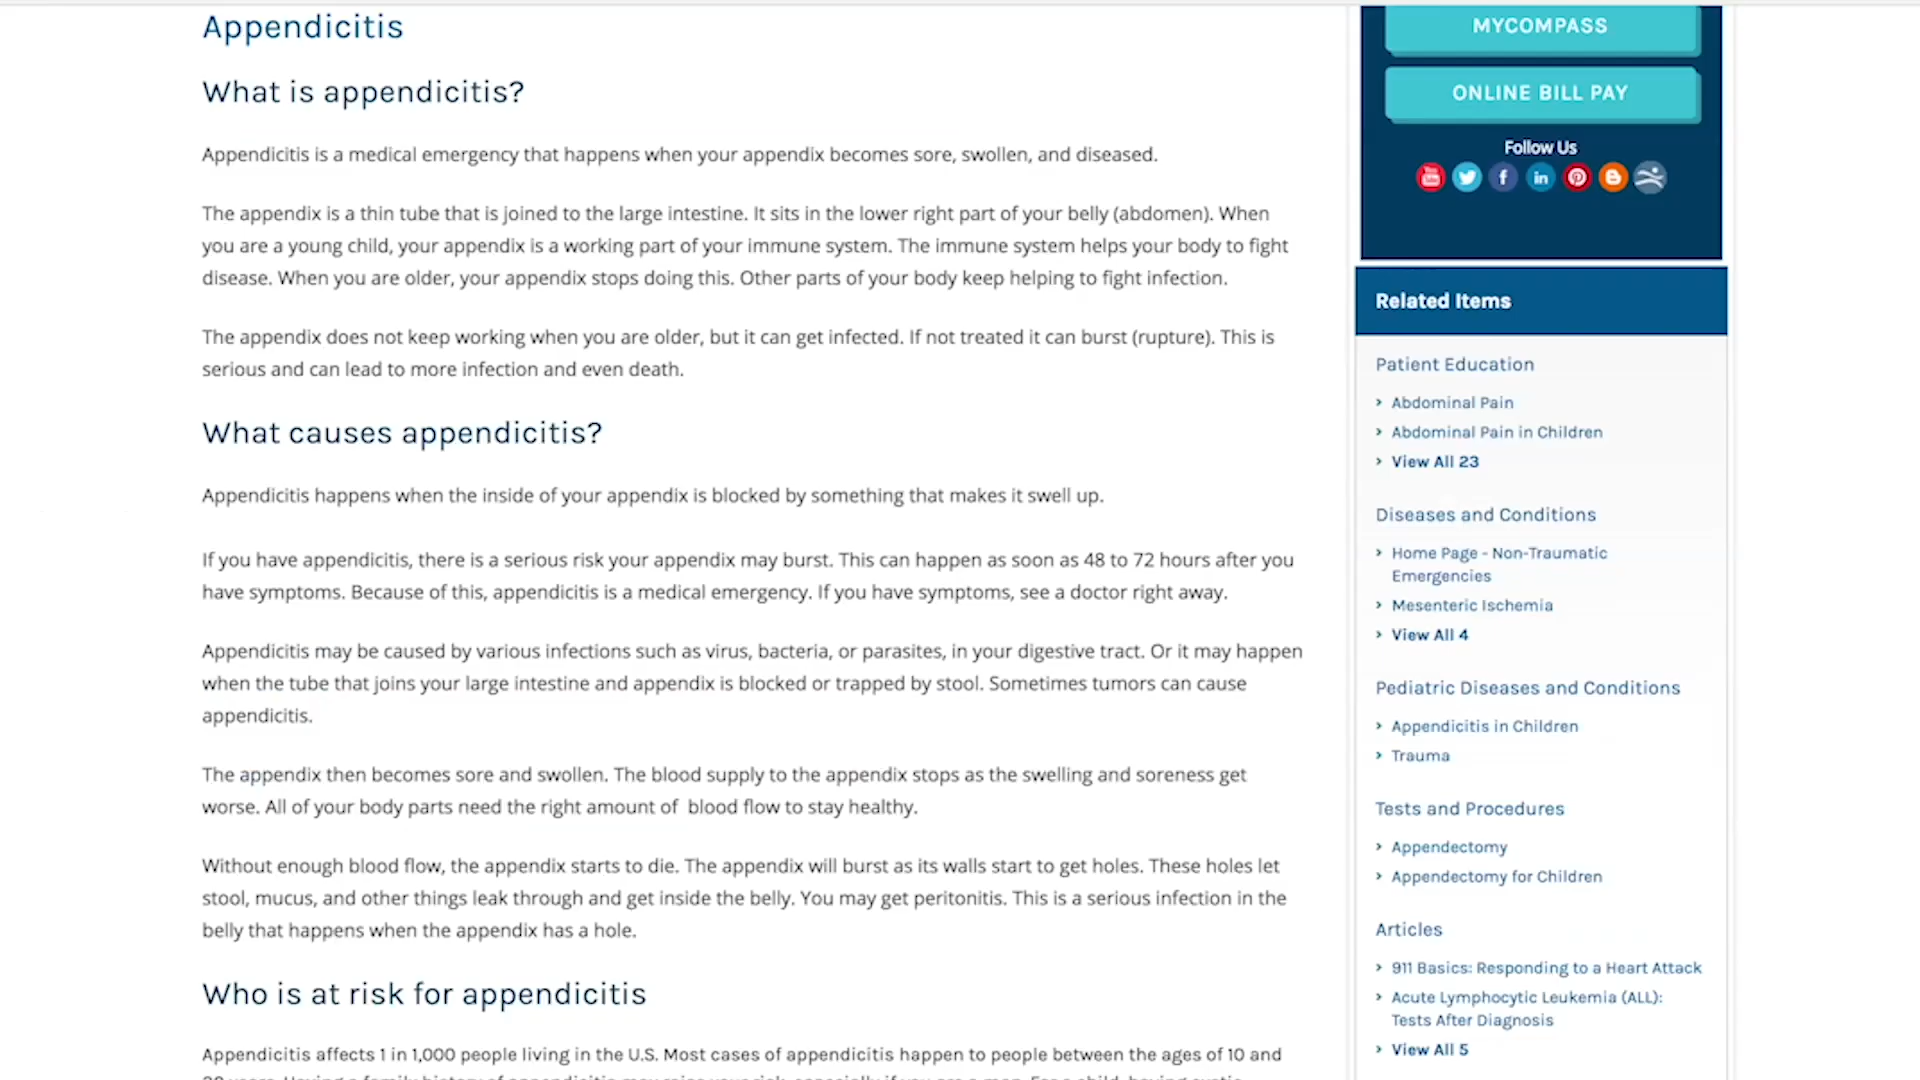 Appendicitis
What is appendicitis?
Appendicitis is a medical emergency that happens when your appendix becomes sore, swollen, and diseased.
The appendix is a thin tube that is joined to the large intestine. It sits in the lower right part of your belly (abdomen). When
you are a young child, your appendix is a working part of your immune system. The immune system helps your body to fight
disease. When you are older, your appendix stops doing this. Other parts of your body keep helping to fight infection.
The appendix does not keep working when you are older, but it can get infected. If not treated it can burst (rupture). This is
serious and can lead to more infection and even death.
What causes appendicitis?
Appendicitis happens when the inside of your appendix is blocked by something that makes it swell up.
If you have appendicitis, there is a serious risk your appendix may burst. This can happen as soon as 48 to 72 hours after you
have symptoms. Because of this, appendicitis is a medical emergency. If you have symptoms, see a doctor right away.
Appendicitis may be caused by various infections such as virus, bacteria, or parasites, in your digestive tract. Or it may happen
when the tube that joins your large intestine and appendix is blocked or trapped by stool. Sometimes tumors can cause
appendicitis.
The appendix then becomes sore and swollen. The blood supply to the appendix stops as the swelling and soreness get
worse. All of your body parts need the right amount of  blood flow to stay healthy.
Without enough blood flow, the appendix starts to die. The appendix will burst as its walls start to get holes. These holes let
stool, mucus, and other things leak through and get inside the belly. You may get peritonitis. This is a serious infection in the
belly that happens when the appendix has a hole.
Who is at risk for appendicitis
Appendicitis affects 1 in 1,000 people living in the U.S. Most cases of appendicitis happen to people between the ages of 10 and
MYCOMPASS
ONLINE BILL PAY
Follow Us
Related Items
Patient Education
Abdominal Pain
Abdominal Pain in Children
View All 23
Diseases and Conditions
Home Page - Non-Traumatic
Emergencies
Mesenteric Ischemia
View All 4
Pediatric Diseases and Conditions
Appendicitis in Children
Trauma
Tests and Procedures
Appendectomy
Appendectomy for Children
Articles
911 Basics: Responding to a Heart Attack
Acute Lymphocytic Leukemia (ALL):
Tests After Diagnosis
View All 5